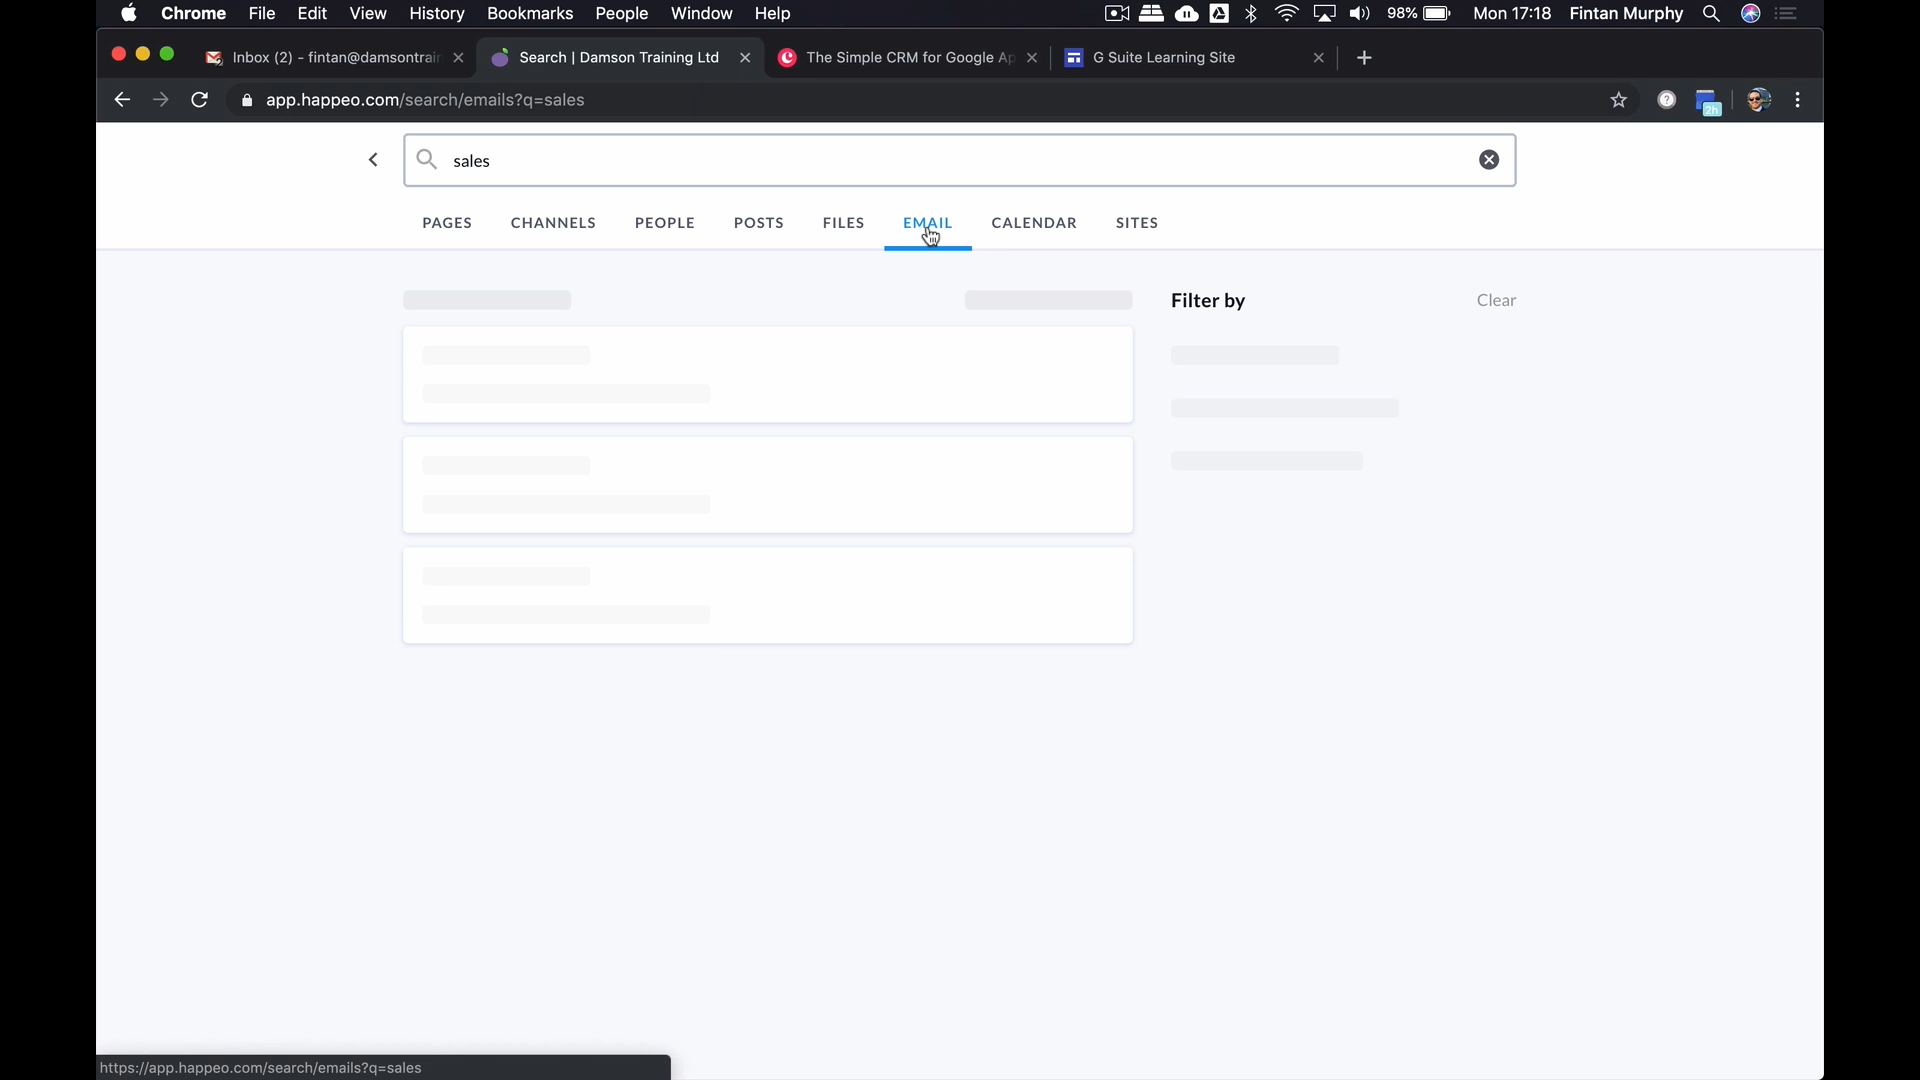 Chrome File Edit View History Bookmarks People Window Help 98% Mon 17:18 Fintan Murphy
Inbox (2) - fintan@damsontrain Search | Damson Training Ltd The Simple CRM for Google Ap G Suite Learning Site
app.happeo.com/search/emails?q=sales 2h
sales
PAGES CHANNELS PEOPLE POSTS FILES EMAIL CALENDAR SITES
Filter by Clear
https://app.happeo.com/search/emails?q=sales